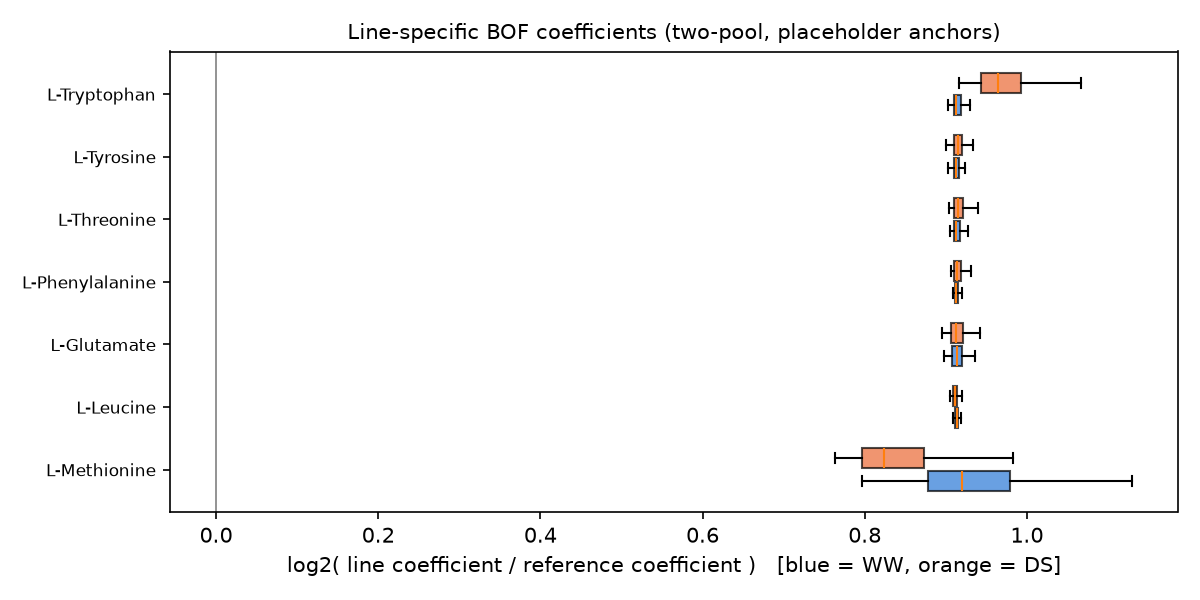 Line-specific BOF coefficients (two-pool, placeholder anchors)
L-Tryptophan
L-Tyrosine
L-Threonine
L-Phenylalanine
L-Glutamate
L-Leucine
L-Methionine
0.0 0.2 0.4 0.6 0.8 1.0
log2( line coefficient / reference coefficient )   [blue = WW, orange = DS]